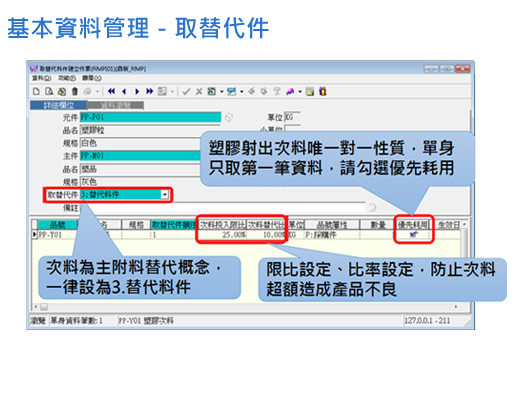 基本資料管理 - 取替代件
取替代料件建立作業(RMPI01)[直航_RMP]
資料(Q) 功能(F) 離開(Q)
詳細欄位 資料瀏覽
元件 PP-P01 單位 KG
品名 塑膠粒 小單位
規格 白色
主件 PP-M01
品名 塑品
規格 灰色
取替代件 3:替代料件
備註
塑膠射出次料唯一對一性質，單身
只取第一筆資料，請勾選優先耗用
品號 名 規格 取替代件順序 次料投入限比 次料替代比 單位 品號屬性 數量 優先耗用 生效日
PP-Y01 1 25.00% 10.00% KG P:採購件
次料為主附料替代概念，
一律設為3.替代料件
限比設定、比率設定，防止次料
超額造成產品不良
瀏覽 單身資料筆數:1 PP-Y01 塑膠次料 127.0.0.1 - 211